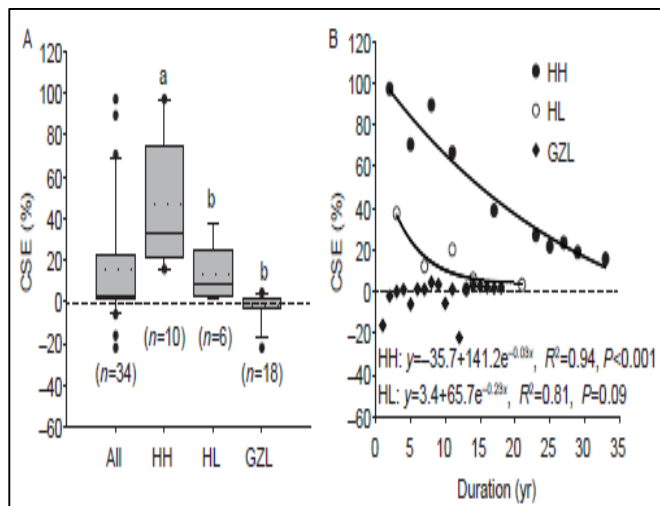 A
120
100
80
60
40
20
0
−20
−40
−60
CSE (%)
a
b
b
(n=34)
(n=10)
(n=6)
(n=18)
All HH HL GZL
B
120
100
80
60
40
20
0
−20
−40
−60
CSE (%)
HH
HL
GZL
HH: y=−35.7+141.2e−0.03x, R²=0.94, P<0.001
HL: y=3.4+65.7e−0.23x, R²=0.81, P=0.09
0 5 10 15 20 25 30 35
Duration (yr)